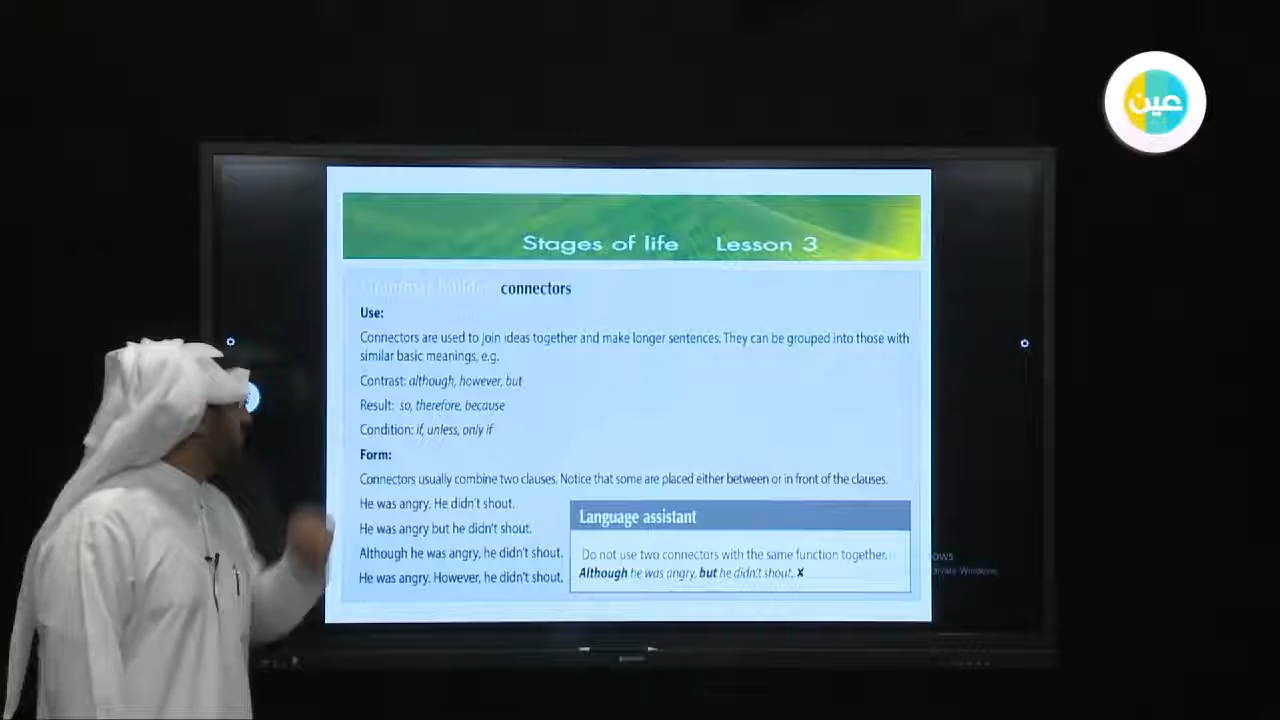 عين
Stages of life Lesson 3
Grammar builder connectors
Use:
Connectors are used to join ideas together and make longer sentences. They can be grouped into those with
similar basic meanings, e.g.
Contrast: although, however, but
Result: so, therefore, because
Condition: if, unless, only if
Form:
Connectors usually combine two clauses. Notice that some are placed either between or in front of the clauses.
He was angry. He didn't shout.
He was angry but he didn't shout.
Although he was angry, he didn't shout.
He was angry. However, he didn't shout.
Language assistant
Do not use two connectors with the same function together.
Although he was angry, but he didn't shout. ✗
Windows